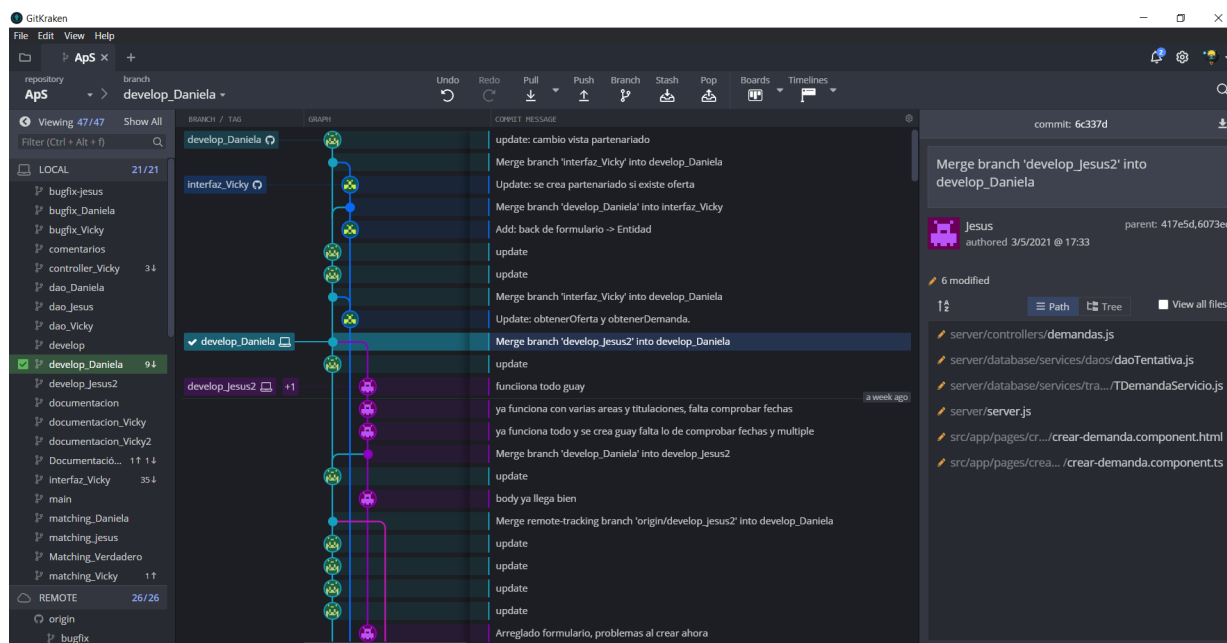 GitKraken
File Edit View Help
ApS
repository
ApS
branch
develop_Daniela
Undo Redo Pull Push Branch Stash Pop Boards Timelines
Viewing 47/47 Show All
Filter (Ctrl + Alt + f)
LOCAL 21/21
bugfix-jesus
bugfix_Daniela
bugfix_Vicky
comentarios
controller_Vicky 3↓
dao_Daniela
dao_Jesus
dao_Vicky
develop
develop_Daniela 9↓
develop_Jesus2
documentacion
documentacion_Vicky
documentacion_Vicky2
Documentació... 1↑ 1↓
interfaz_Vicky 35↓
main
matching_Daniela
matching_jesus
Matching_Verdadero
matching_Vicky 1↑
REMOTE 26/26
origin
bugfix
BRANCH / TAG GRAPH COMMIT MESSAGE
develop_Daniela update: cambio vista partenariado
Merge branch 'interfaz_Vicky' into develop_Daniela
interfaz_Vicky Update: se crea partenariado si existe oferta
Merge branch 'develop_Daniela' into interfaz_Vicky
Add: back de formulario -> Entidad
update
update
Merge branch 'interfaz_Vicky' into develop_Daniela
Update: obtenerOferta y obtenerDemanda.
develop_Daniela Merge branch 'develop_Jesus2' into develop_Daniela
update
develop_Jesus2 +1 funciiona todo guay
a week ago
ya funciona con varias areas y titulaciones, falta comprobar fechas
ya funciona todo y se crea guay falta lo de comprobar fechas y multiple
Merge branch 'develop_Daniela' into develop_Jesus2
update
body ya llega bien
Merge remote-tracking branch 'origin/develop_jesus2' into develop_Daniela
update
update
update
update
Arreglado formulario, problemas al crear ahora
commit: 6c337d
Merge branch 'develop_Jesus2' into
develop_Daniela
Jesus
authored 3/5/2021 @ 17:33
parent: 417e5d,6073e
6 modified
Path Tree View all files
server/controllers/demandas.js
server/database/services/daos/daoTentativa.js
server/database/services/tra.../TDemandaServicio.js
server/server.js
src/app/pages/cr.../crear-demanda.component.html
src/app/pages/crea... /crear-demanda.component.ts